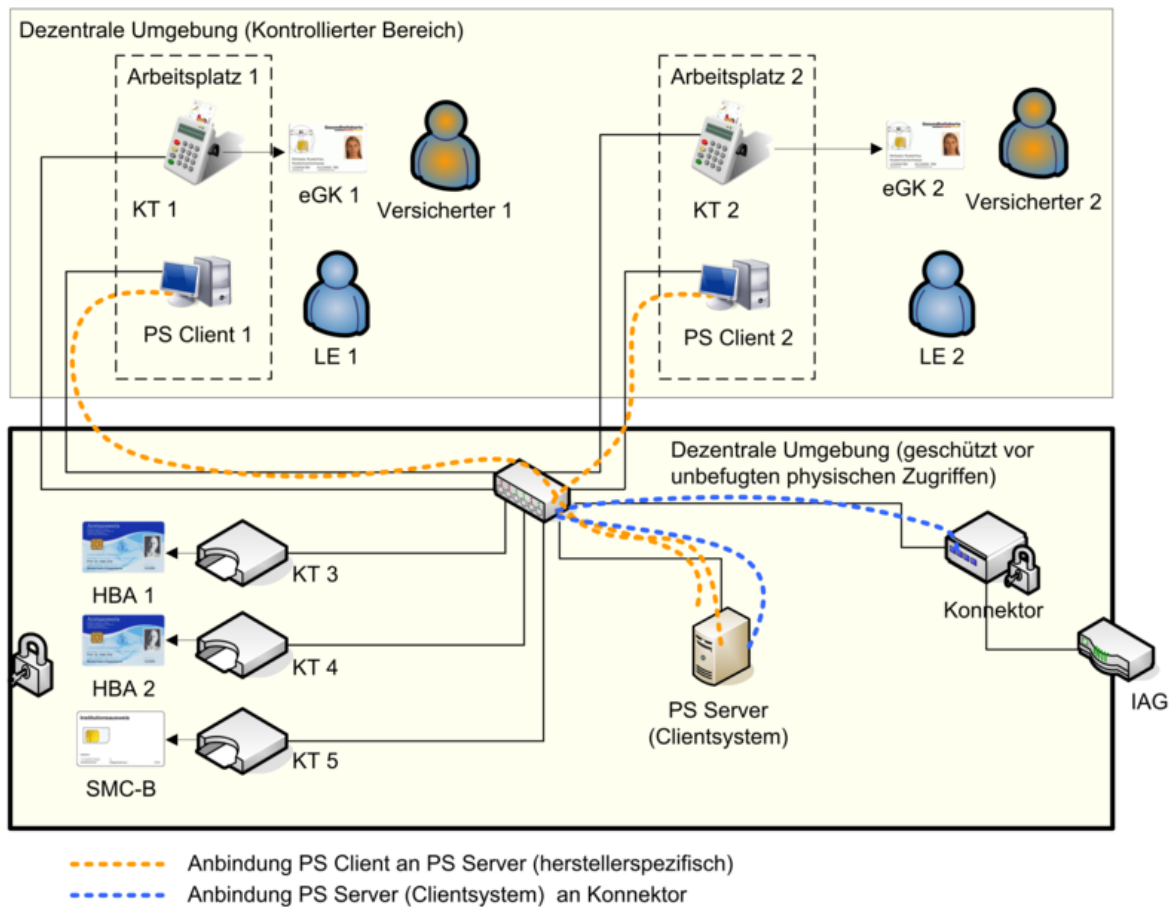 Dezentrale Umgebung (Kontrollierter Bereich)
Arbeitsplatz 1
Arbeitsplatz 2
KT 1
eGK 1
Versicherter 1
KT 2
eGK 2
Versicherter 2
PS Client 1
LE 1
PS Client 2
LE 2
Dezentrale Umgebung (geschützt vor
unbefugten physischen Zugriffen)
HBA 1
KT 3
Konnektor
HBA 2
KT 4
PS Server
(Clientsystem)
IAG
SMC-B
KT 5
Anbindung PS Client an PS Server (herstellerspezifisch)
Anbindung PS Server (Clientsystem) an Konnektor